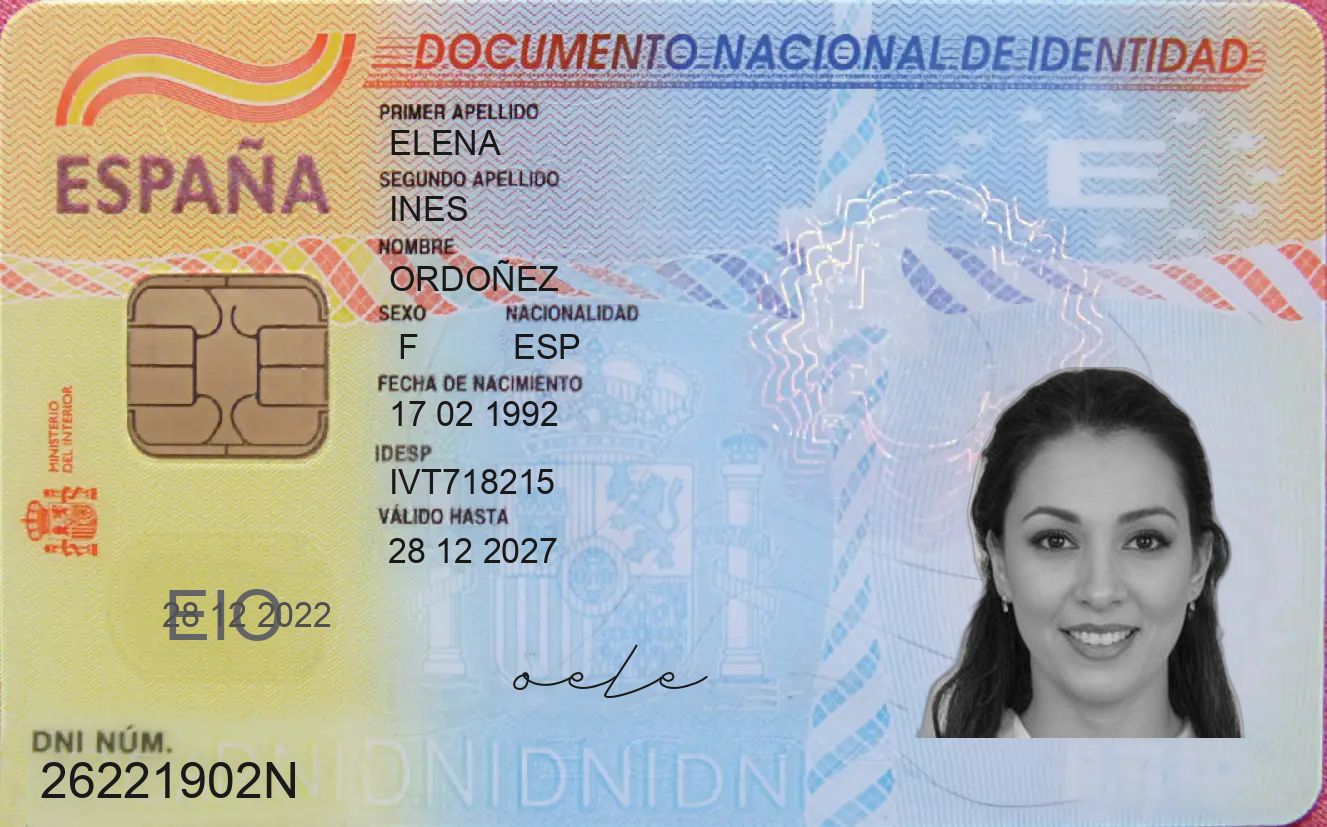 DOCUMENTO NACIONAL DE IDENTIDAD
ESPAÑA
PRIMER APELLIDO
ELENA
SEGUNDO APELLIDO
INES
NOMBRE
ORDOÑEZ
SEXO NACIONALIDAD
F ESP
FECHA DE NACIMIENTO
17 02 1992
IDESP
IVT718215
VÁLIDO HASTA
28 12 2027
MINISTERIO
DEL INTERIOR
E
EIO
28 12 2022
oele
DNI NÚM.
26221902N
DNIDNIDNIDNI